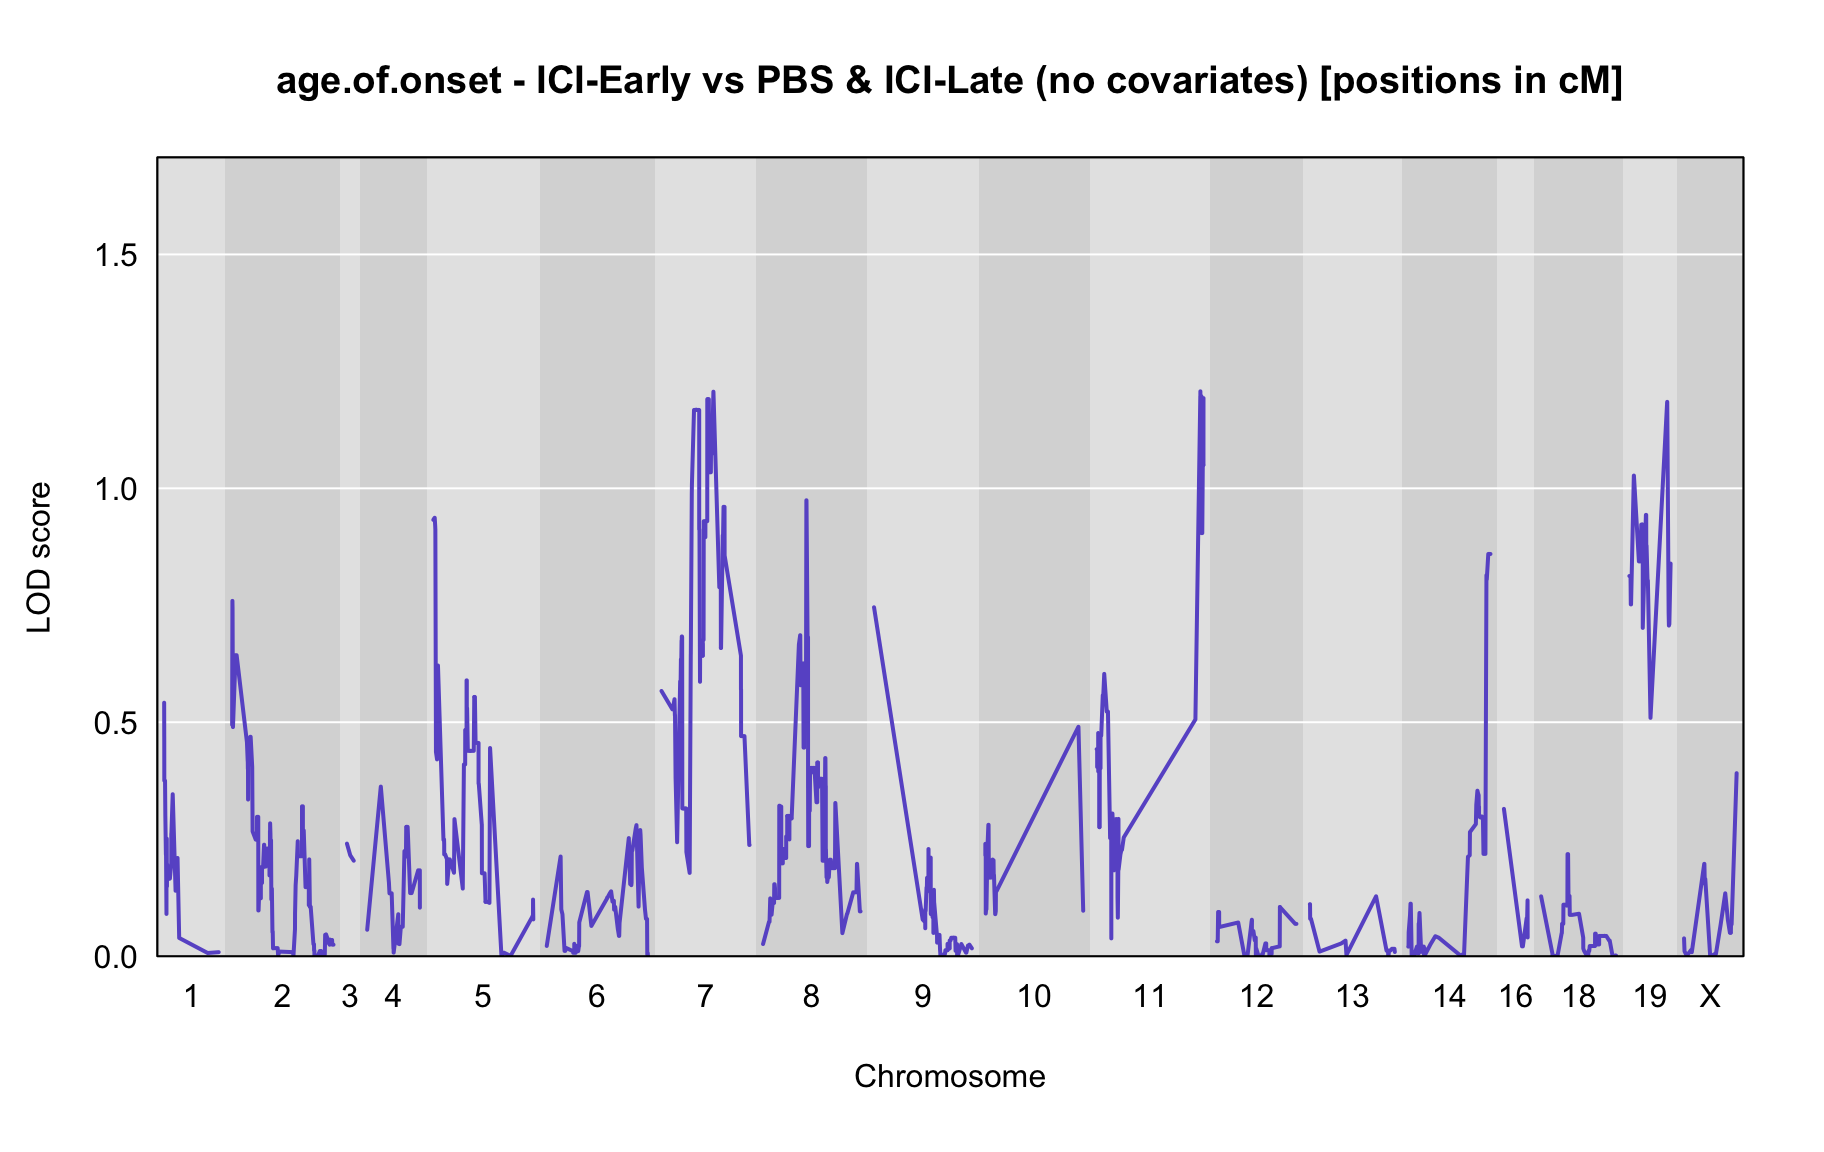 age.of.onset - ICI-Early vs PBS & ICI-Late (no covariates) [positions in cM]
LOD score
1.5
1.0
0.5
0.0
1 2 3 4 5 6 7 8 9 10 11 12 13 14 16 18 19 X
Chromosome